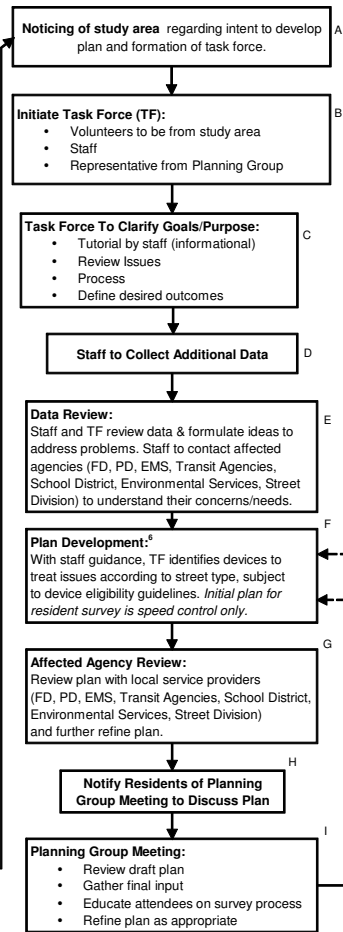 Noticing of study area regarding intent to develop
plan and formation of task force.
A
Initiate Task Force (TF):
• Volunteers to be from study area
• Staff
• Representative from Planning Group
B
Task Force To Clarify Goals/Purpose:
• Tutorial by staff (informational)
• Review Issues
• Process
• Define desired outcomes
C
Staff to Collect Additional Data
D
Data Review:
Staff and TF review data & formulate ideas to
address problems. Staff to contact affected
agencies (FD, PD, EMS, Transit Agencies,
School District, Environmental Services, Street
Division) to understand their concerns/needs.
E
Plan Development:6
With staff guidance, TF identifies devices to
treat issues according to street type, subject
to device eligibility guidelines. Initial plan for
resident survey is speed control only.
F
Affected Agency Review:
Review plan with local service providers
(FD, PD, EMS, Transit Agencies, School District,
Environmental Services, Street Division)
and further refine plan.
G
Notify Residents of Planning
Group Meeting to Discuss Plan
H
Planning Group Meeting:
• Review draft plan
• Gather final input
• Educate attendees on survey process
• Refine plan as appropriate
I